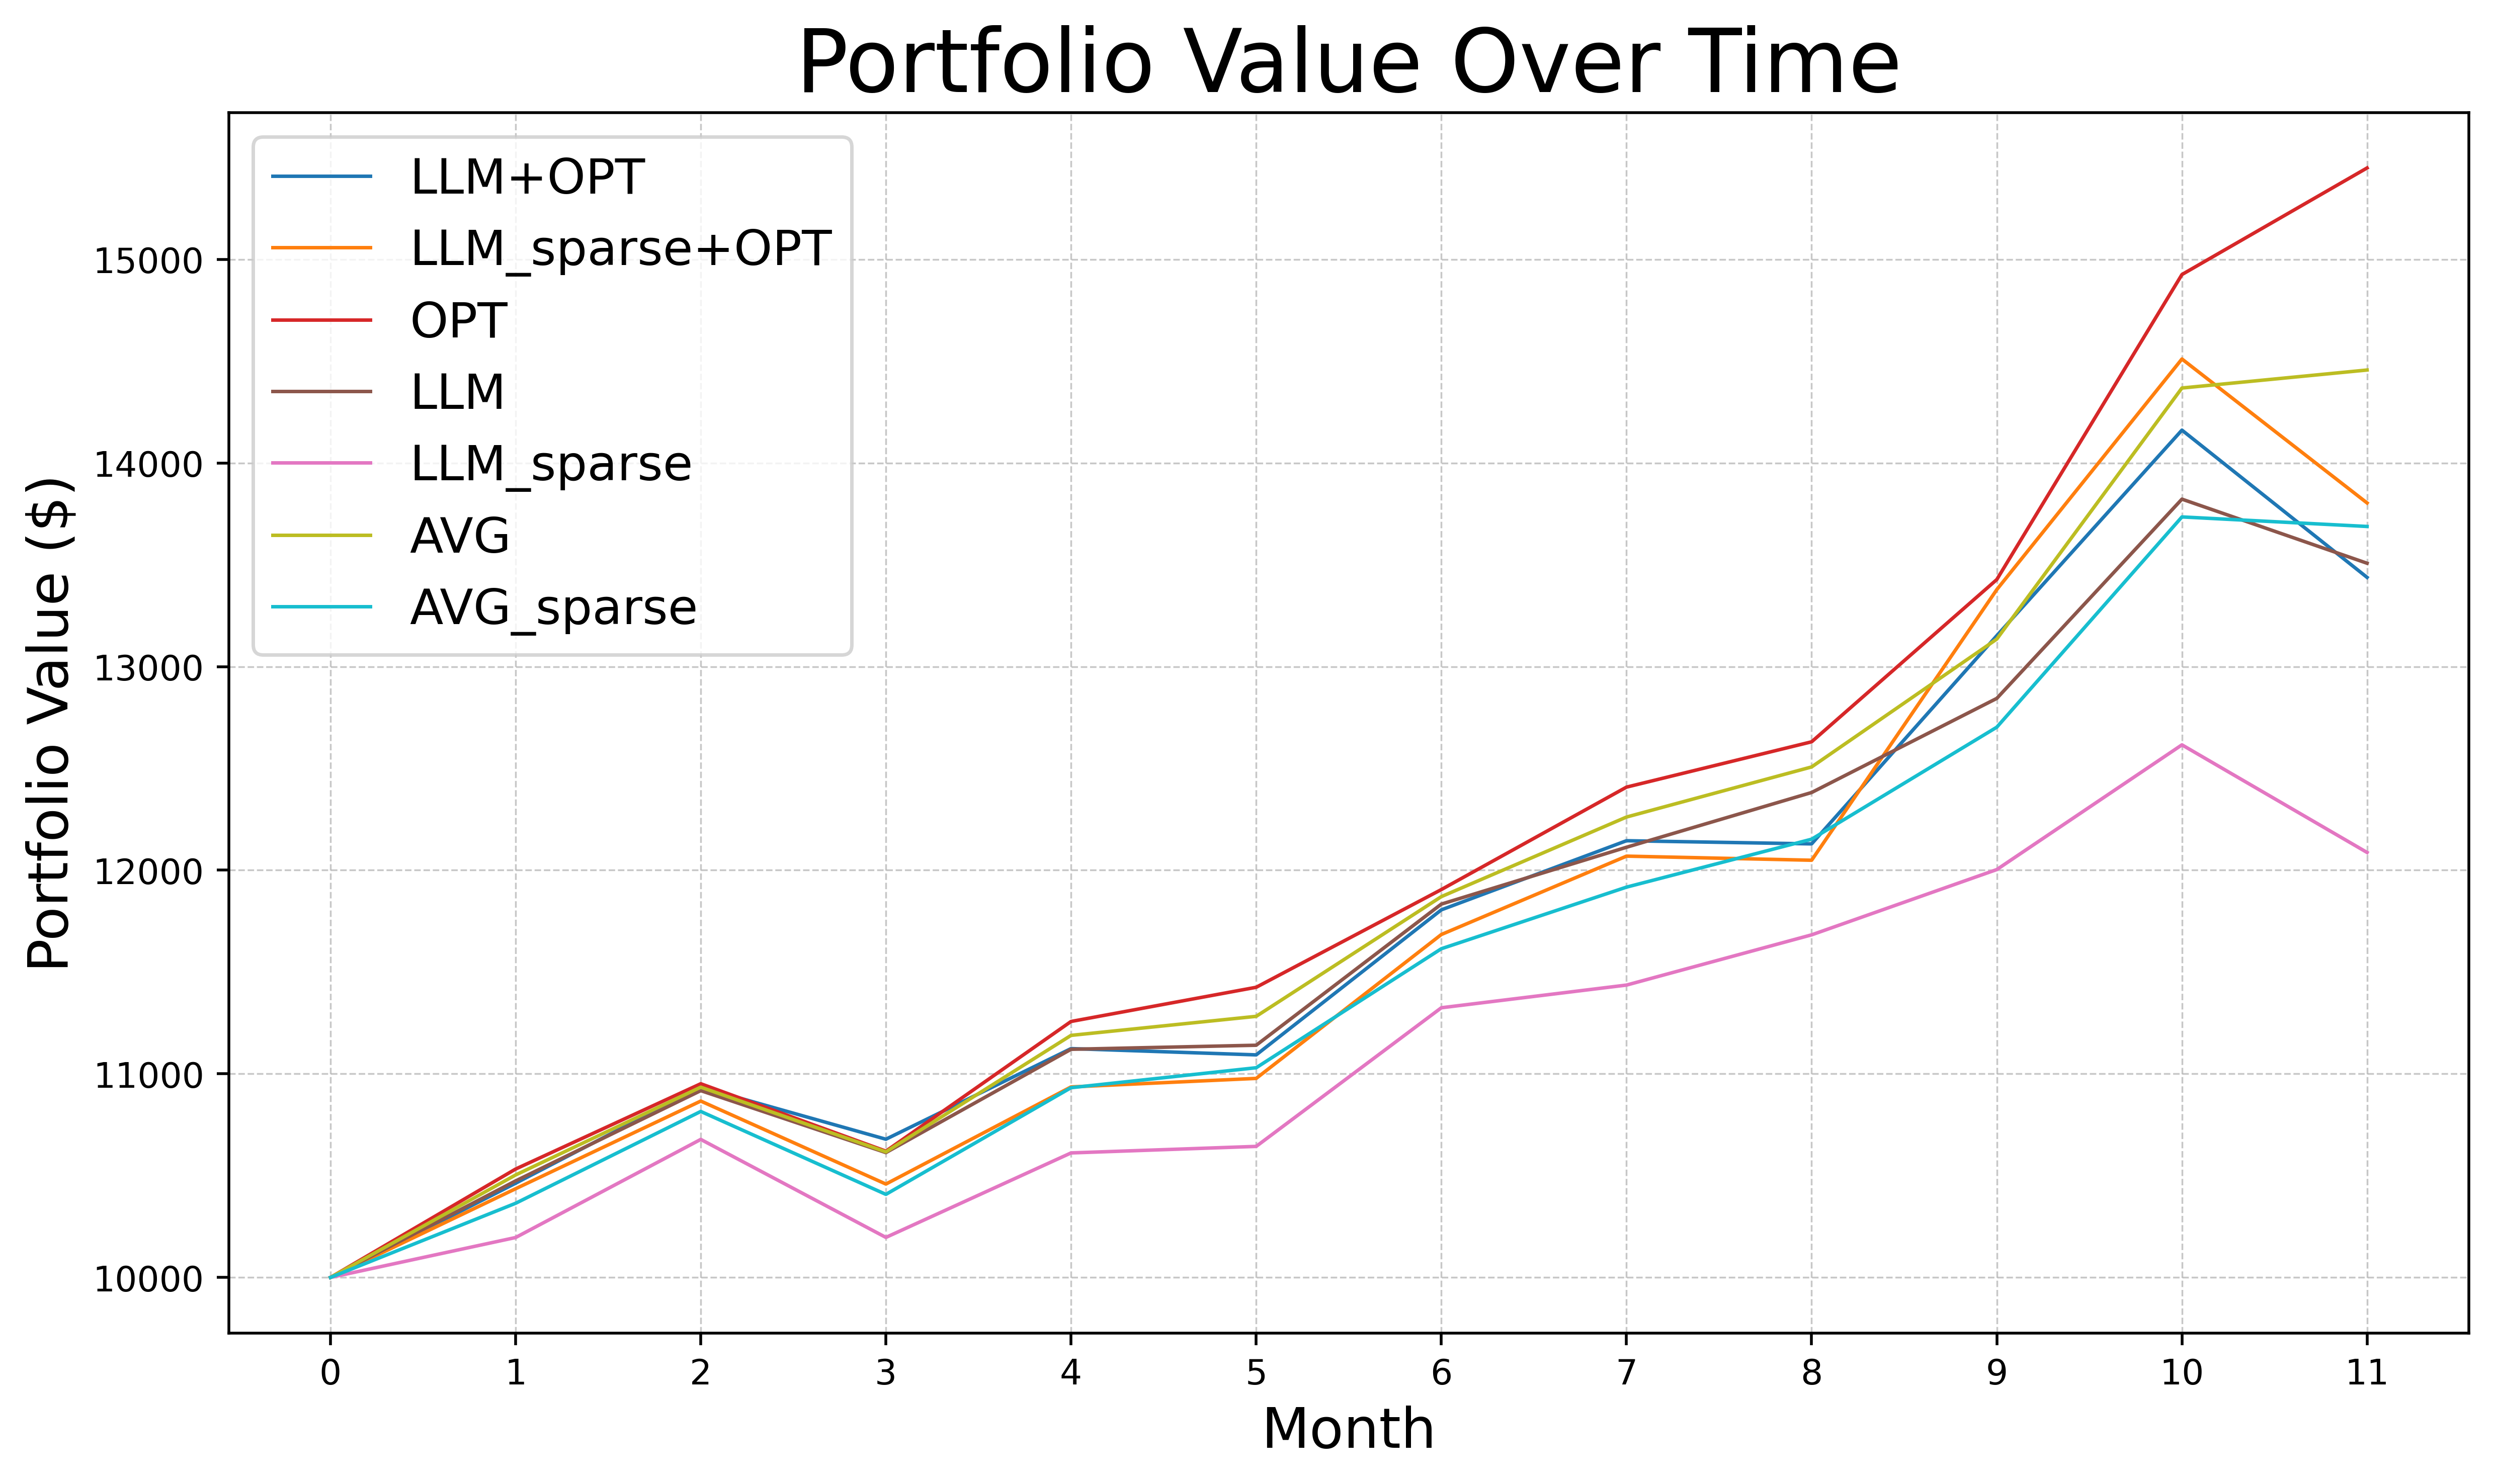 Portfolio Value Over Time
LLM+OPT
LLM_sparse+OPT
OPT
LLM
LLM_sparse
AVG
AVG_sparse
Portfolio Value ($)
15000
14000
13000
12000
11000
10000
0 1 2 3 4 5 6 7 8 9 10 11
Month